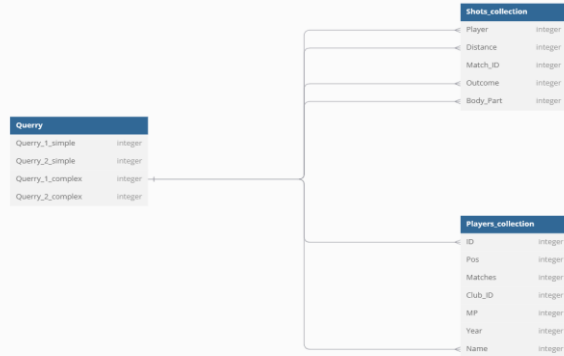 Shots_collection
Player integer
Distance integer
Match_ID integer
Outcome integer
Body_Part integer
Querry
Querry_1_simple integer
Querry_2_simple integer
Querry_1_complex integer
Querry_2_complex integer
Players_collection
ID integer
Pos integer
Matches integer
Club_ID integer
MP integer
Year integer
Name integer